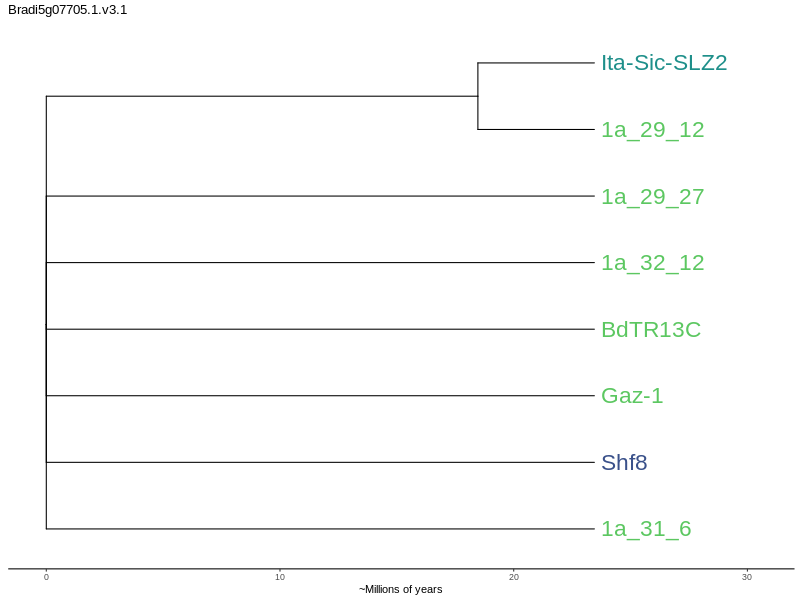 Bradi5g07705.1.v3.1
Ita-Sic-SLZ2
1a_29_12
1a_29_27
1a_32_12
BdTR13C
Gaz-1
Shf8
1a_31_6
0 10 20 30
~Millions of years